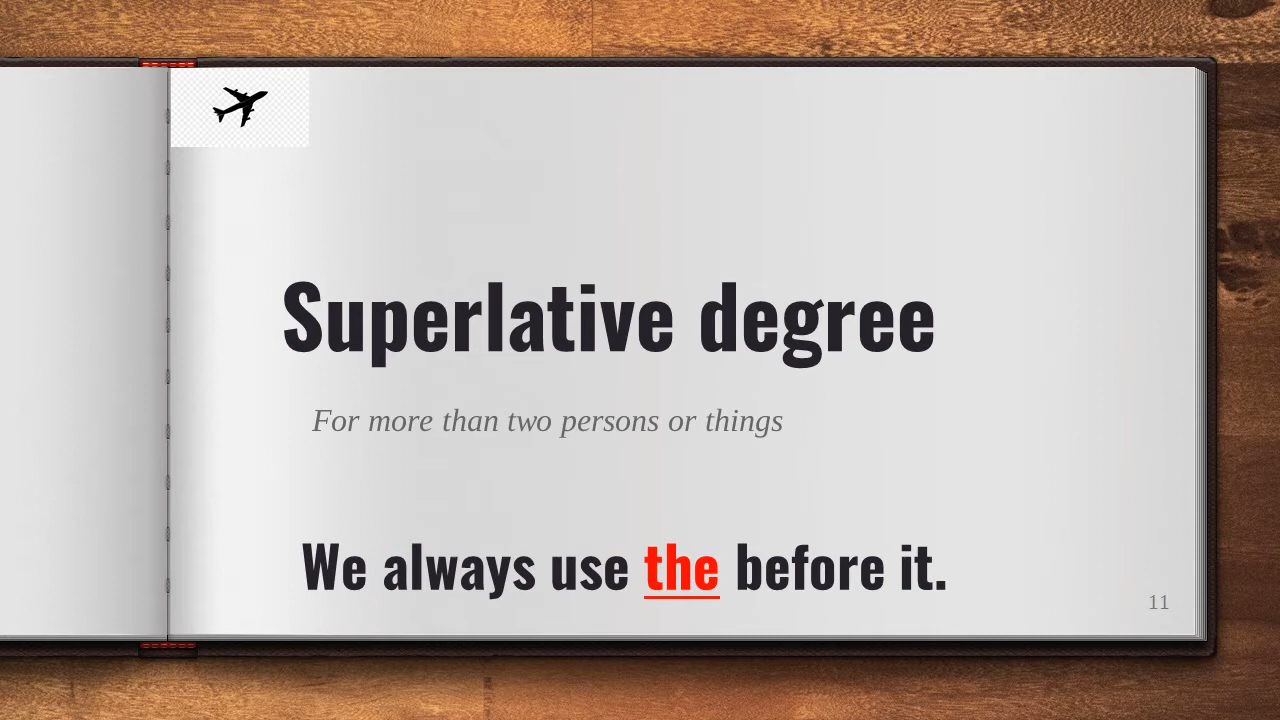 Superlative degree
For more than two persons or things
We always use the before it.
11